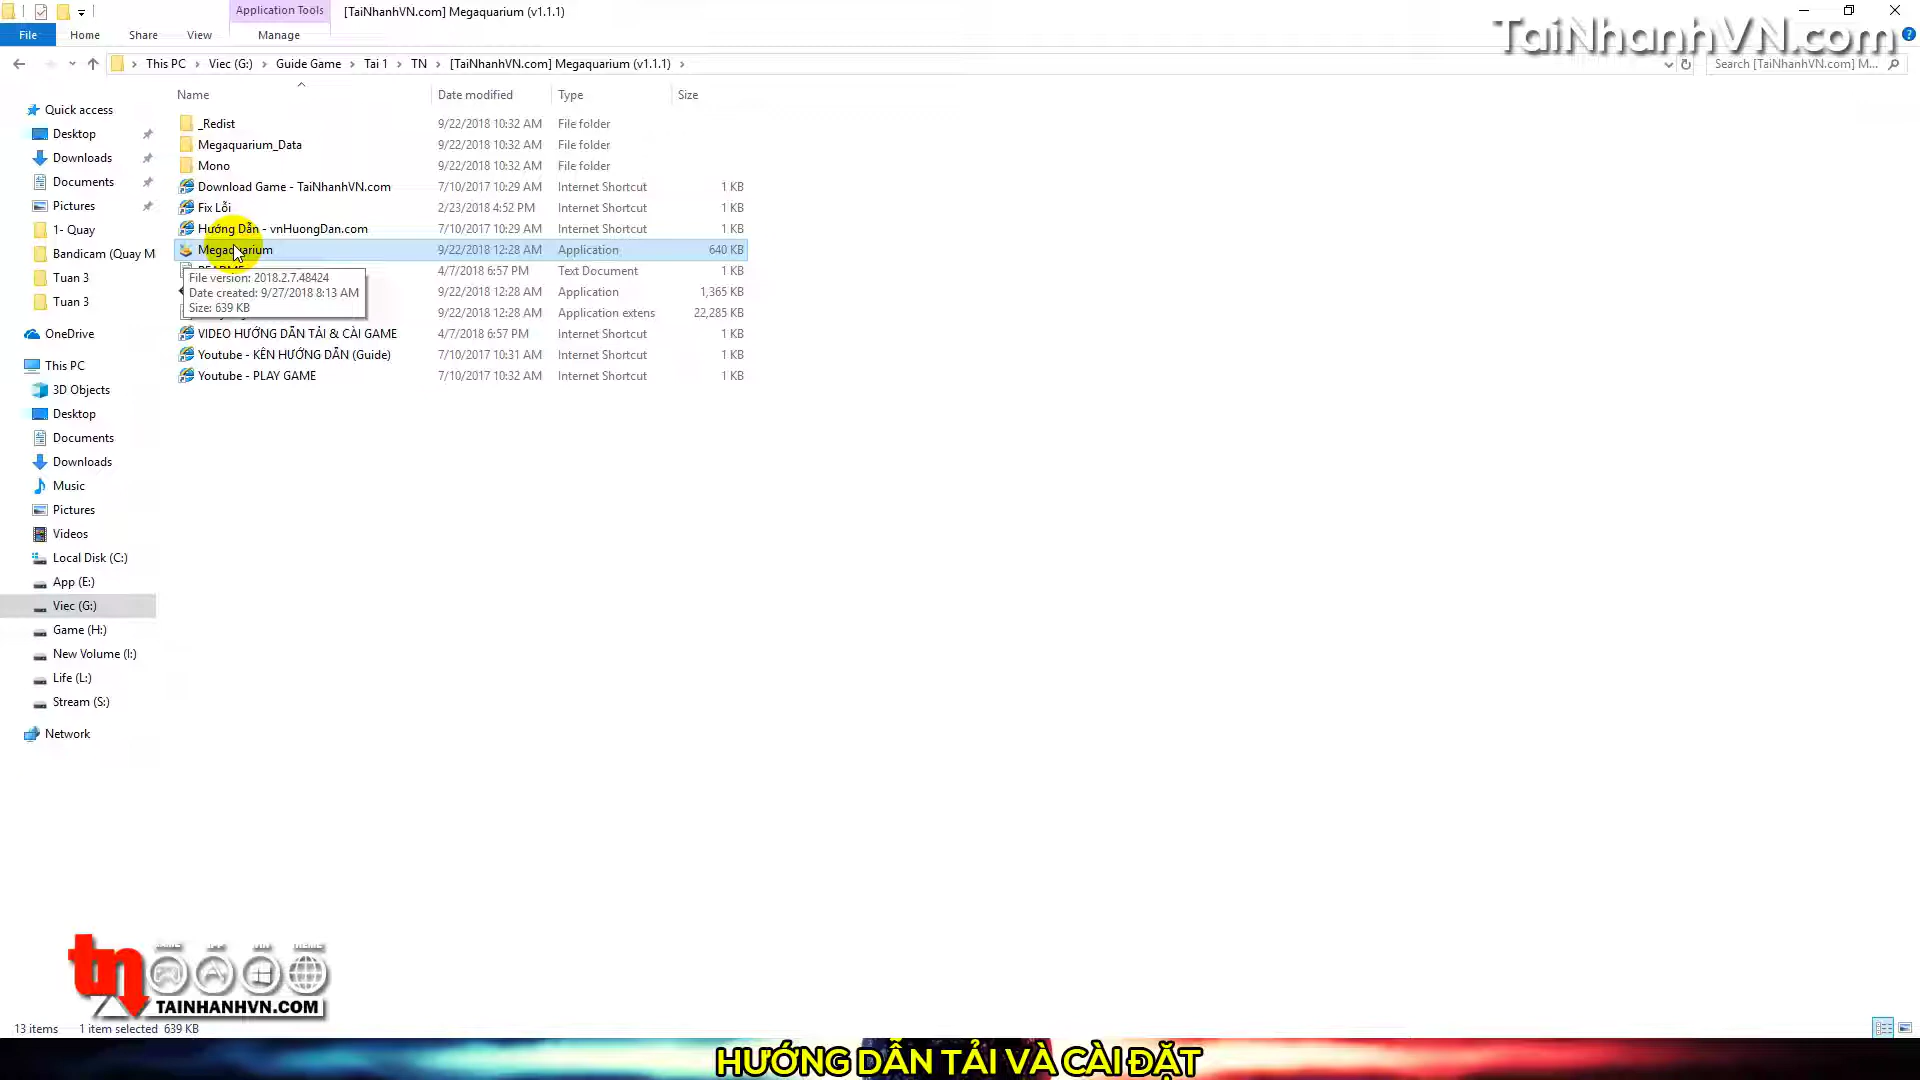 Application Tools
[TaiNhanhVN.com] Megaquarium (v1.1.1)
File
Home
Share
View
Manage
TaiNhanhVN.com
This PC
Viec (G:)
Guide Game
Tai 1
TN
[TaiNhanhVN.com] Megaquarium (v1.1.1)
Search [TaiNhanhVN.com] M...
Name
Date modified
Type
Size
_Redist 9/22/2018 10:32 AM File folder
Megaquarium_Data 9/22/2018 10:32 AM File folder
Mono 9/22/2018 10:32 AM File folder
Download Game - TaiNhanhVN.com 7/10/2017 10:29 AM Internet Shortcut 1 KB
Fix Lỗi 2/23/2018 4:52 PM Internet Shortcut 1 KB
Hướng Dẫn - vnHuongDan.com 7/10/2017 10:29 AM Internet Shortcut 1 KB
Megaquarium 9/22/2018 12:28 AM Application 640 KB
4/7/2018 6:57 PM Text Document 1 KB
9/22/2018 12:28 AM Application 1,365 KB
9/22/2018 12:28 AM Application extens 22,285 KB
VIDEO HƯỚNG DẪN TẢI & CÀI GAME 4/7/2018 6:57 PM Internet Shortcut 1 KB
Youtube - KÊN HƯỚNG DẪN (Guide) 7/10/2017 10:31 AM Internet Shortcut 1 KB
Youtube - PLAY GAME 7/10/2017 10:32 AM Internet Shortcut 1 KB
File version: 2018.2.7.48424
Date created: 9/27/2018 8:13 AM
Size: 639 KB
Quick access
Desktop
Downloads
Documents
Pictures
1- Quay
Bandicam (Quay M
Tuan 3
Tuan 3
OneDrive
This PC
3D Objects
Desktop
Documents
Downloads
Music
Pictures
Videos
Local Disk (C:)
App (E:)
Viec (G:)
Game (H:)
New Volume (I:)
Life (L:)
Stream (S:)
Network
tn
TAINHANHVN.COM
13 items
1 item selected 639 KB
HƯỚNG DẪN TẢI VÀ CÀI ĐẶT